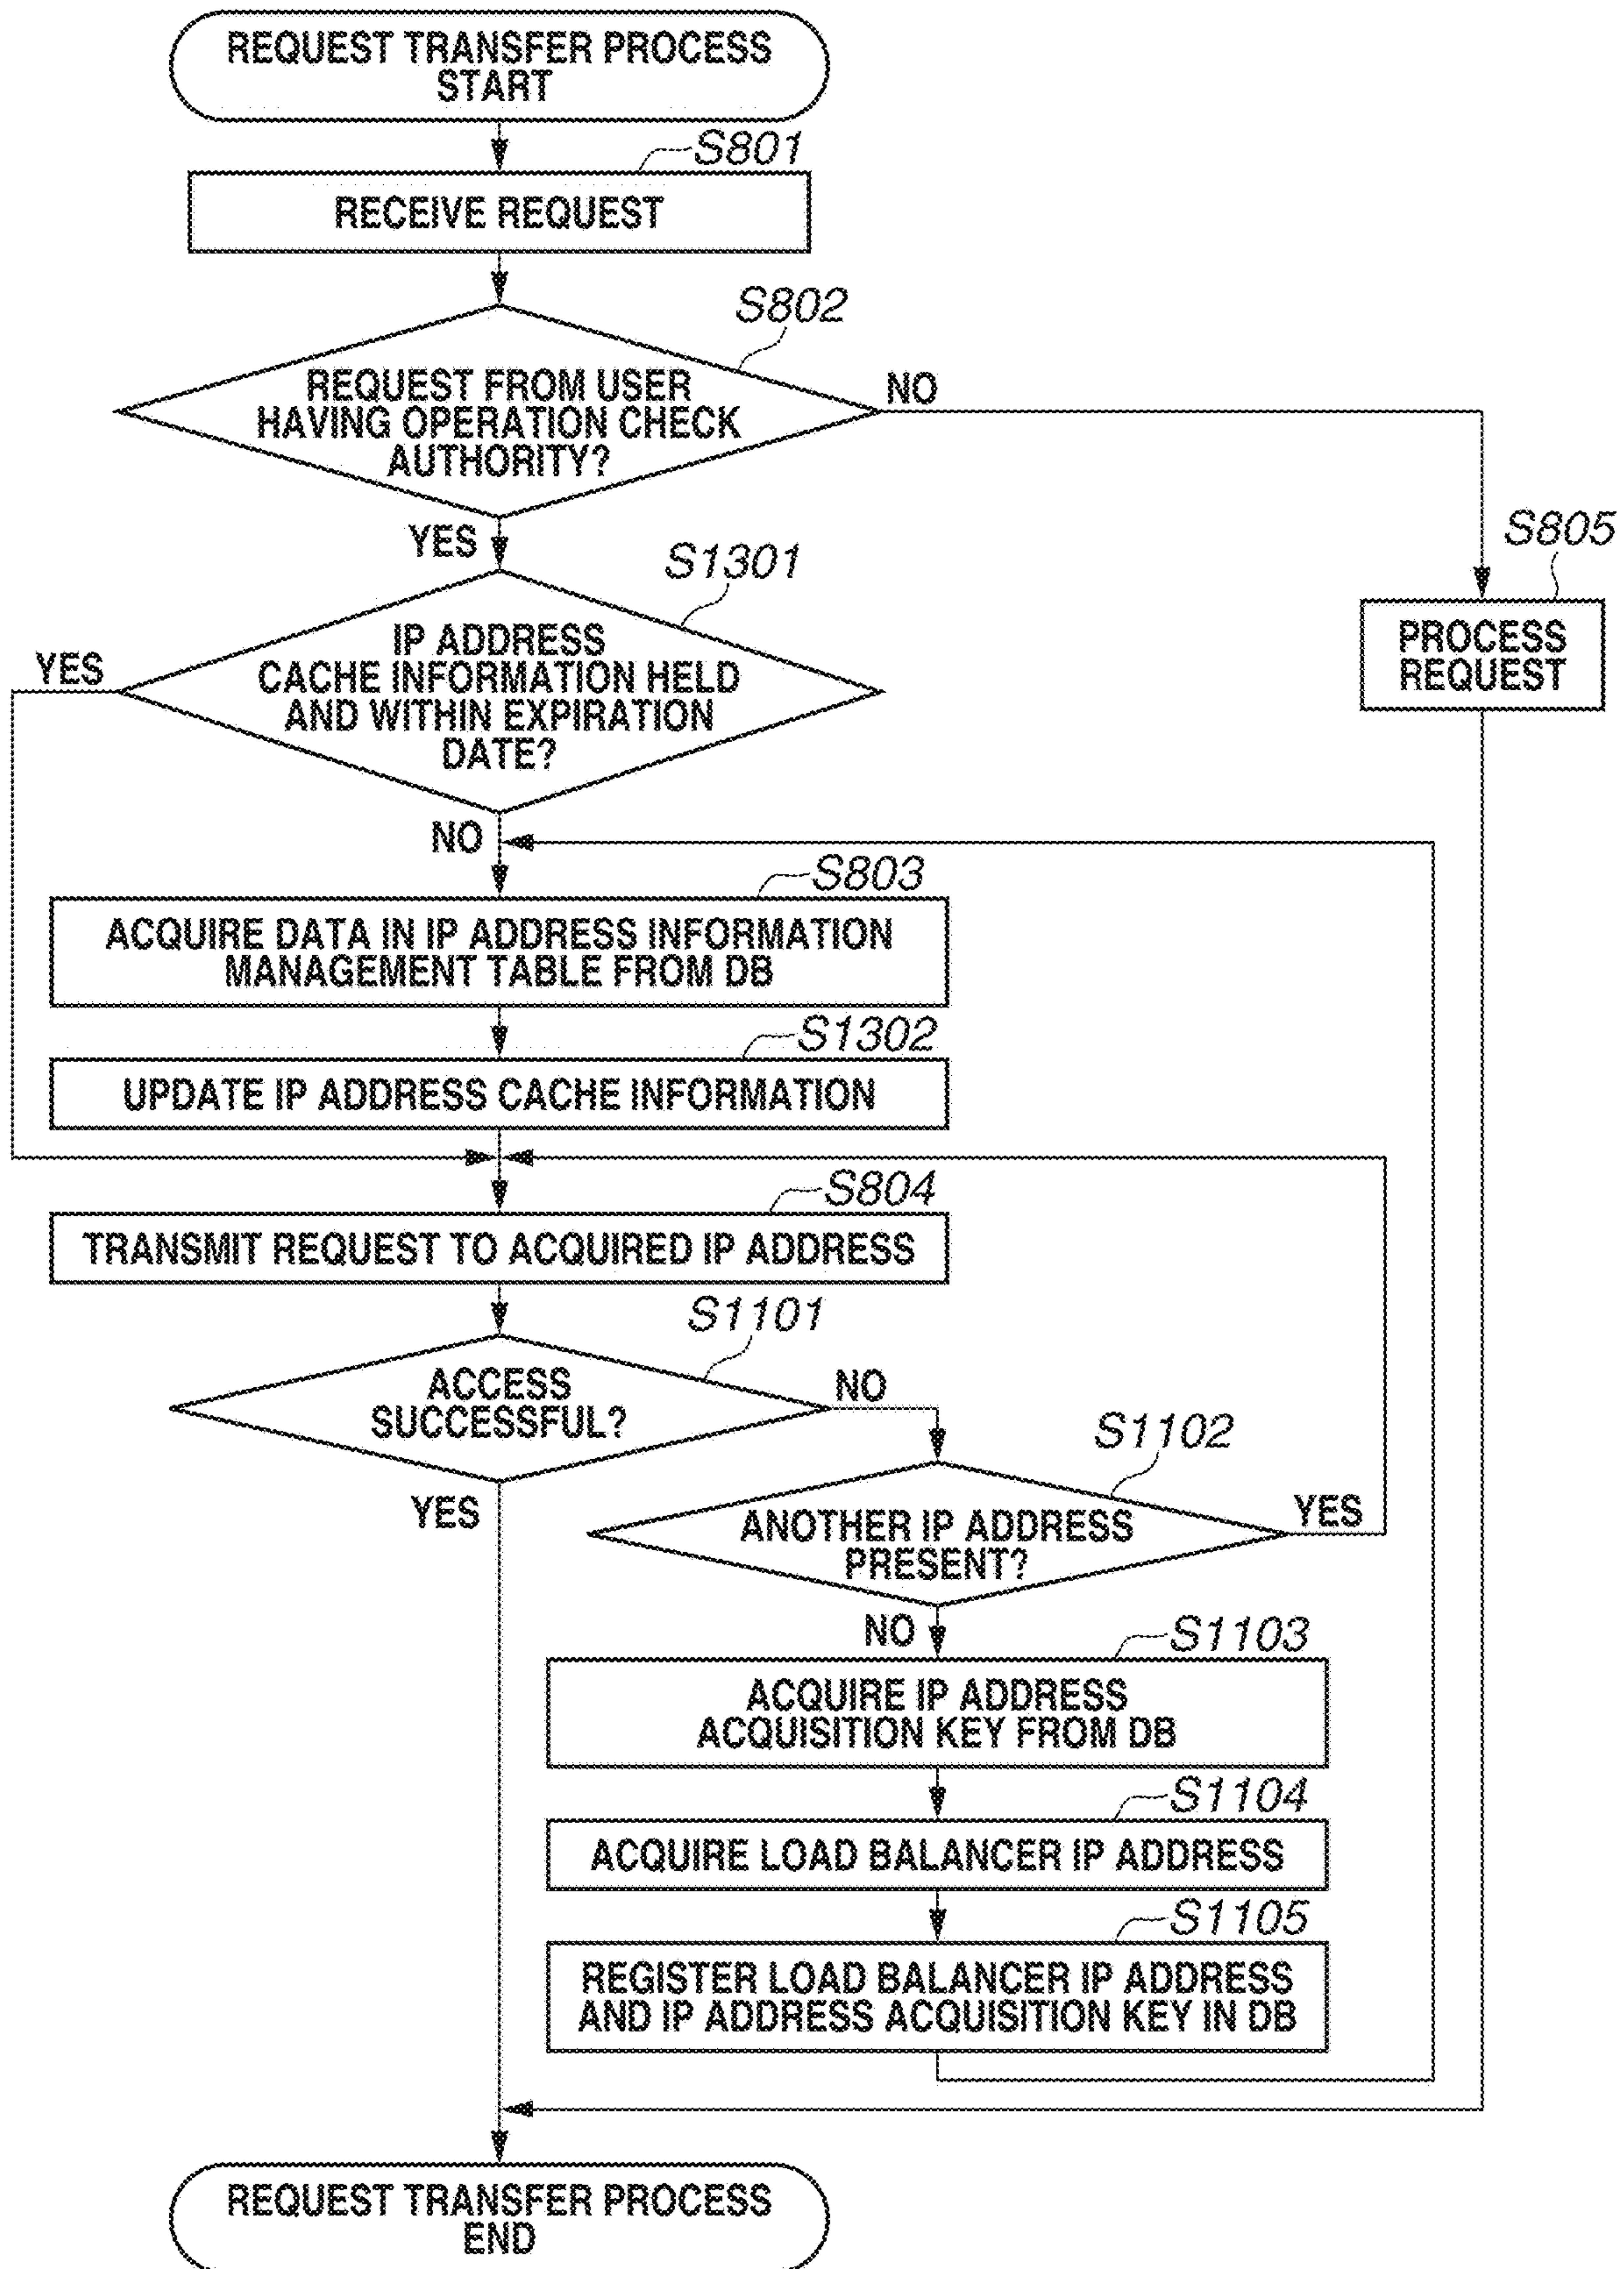 REQUEST TRANSFER PROCESS
START
S801
RECEIVE REQUEST
S802
REQUEST FROM USER
HAVING OPERATION CHECK
AUTHORITY?
NO
YES
S805
PROCESS
REQUEST
S1301
IP ADDRESS
CACHE INFORMATION HELD
AND WITHIN EXPIRATION
DATE?
YES
NO
S803
ACQUIRE DATA IN IP ADDRESS INFORMATION
MANAGEMENT TABLE FROM DB
S1302
UPDATE IP ADDRESS CACHE INFORMATION
S804
TRANSMIT REQUEST TO ACQUIRED IP ADDRESS
S1101
ACCESS
SUCCESSFUL?
NO
YES
S1102
ANOTHER IP ADDRESS
PRESENT?
YES
NO
S1103
ACQUIRE IP ADDRESS
ACQUISITION KEY FROM DB
S1104
ACQUIRE LOAD BALANCER IP ADDRESS
S1105
REGISTER LOAD BALANCER IP ADDRESS
AND IP ADDRESS ACQUISITION KEY IN DB
REQUEST TRANSFER PROCESS
END